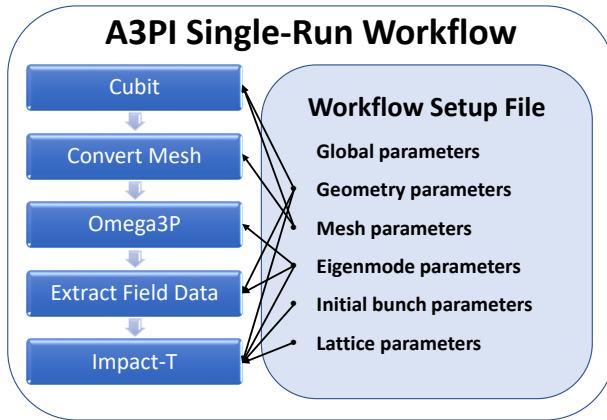 A3PI Single-Run Workflow
Cubit
Convert Mesh
Omega3P
Extract Field Data
Impact-T
Workflow Setup File
Global parameters
Geometry parameters
Mesh parameters
Eigenmode parameters
Initial bunch parameters
Lattice parameters